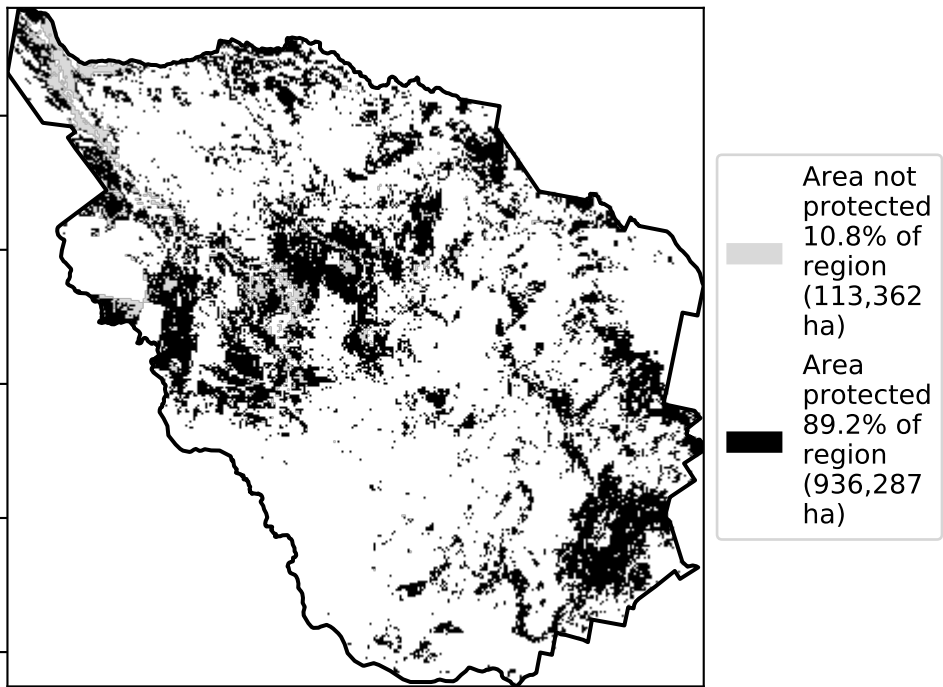 Area not
protected
10.8% of
region
(113,362
ha)
Area
protected
89.2% of
region
(936,287
ha)